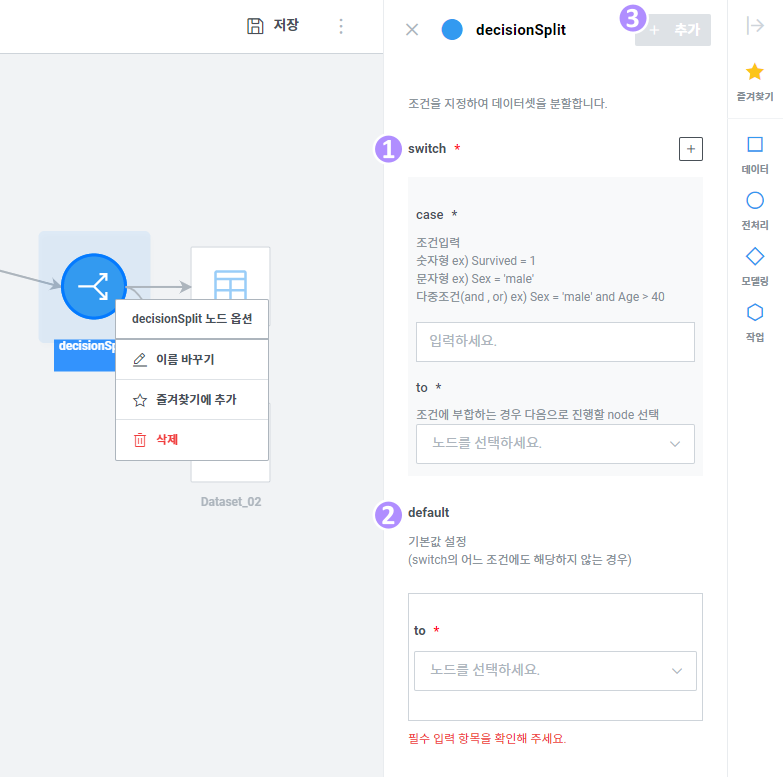 저장
decisionSplit
3
+ 추가
조건을 지정하여 데이터셋을 분할합니다.
1 switch *
case *
조건입력
숫자형 ex) Survived = 1
문자형 ex) Sex = 'male'
다중조건(and , or) ex) Sex = 'male' and Age > 40
입력하세요.
to *
조건에 부합하는 경우 다음으로 진행할 node 선택
노드를 선택하세요.
2 default
기본값 설정
(switch의 어느 조건에도 해당하지 않는 경우)
to *
노드를 선택하세요.
필수 입력 항목을 확인해 주세요.
decisionSp
decisionSplit 노드 옵션
이름 바꾸기
즐겨찾기에 추가
삭제
Dataset_02
즐겨찾기
데이터
전처리
모델링
작업